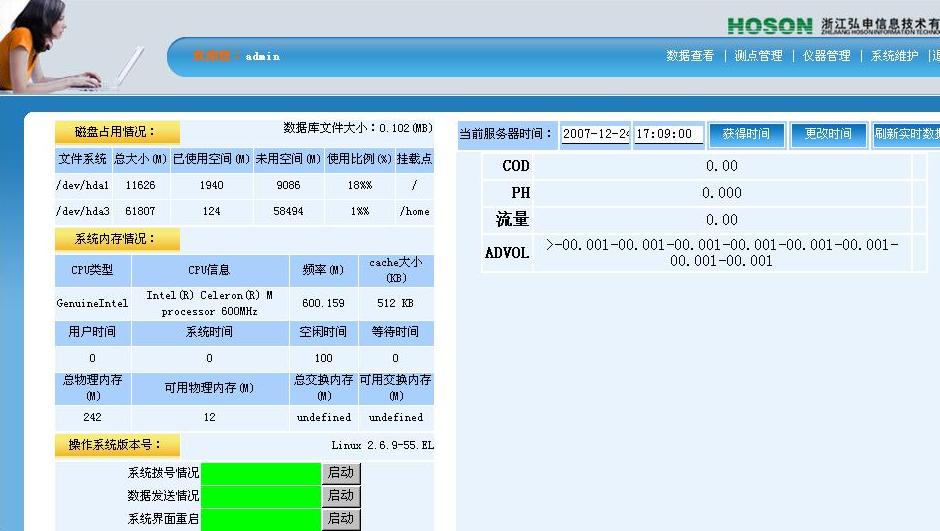 HOSON 浙江弘申信息技术有
ZHEJIANG HOSON INFORMATION TECHNO
admin
数据查看 | 测点管理 | 仪器管理 | 系统维护 |
磁盘占用情况: 数据库文件大小:0.102(MB)
文件系统 总大小(M) 已使用空间(M) 未用空间(M) 使用比例(%) 挂载点
/dev/hda1 11626 1940 9086 18%% /
/dev/hda3 61807 124 58494 1%% /home
系统内存情况:
CPU类型 CPU信息 频率(M) cache大小(KB)
GenuineIntel Intel(R) Celeron(R) M processor 600MHz 600.159 512 KB
用户时间 系统时间 空闲时间 等待时间
0 0 100 0
总物理内存(M) 可用物理内存(M) 总交换内存(M) 可用交换内存(M)
242 12 undefined undefined
操作系统版本号: Linux 2.6.9-55.EL
系统拨号情况 启动
数据发送情况 启动
系统界面重启 启动
当前服务器时间: 2007-12-24 17:09:00 获得时间 更改时间 刷新实时数据
COD 0.00
PH 0.000
流量 0.00
ADVOL >-00.001-00.001-00.001-00.001-00.001-00.001-
00.001-00.001